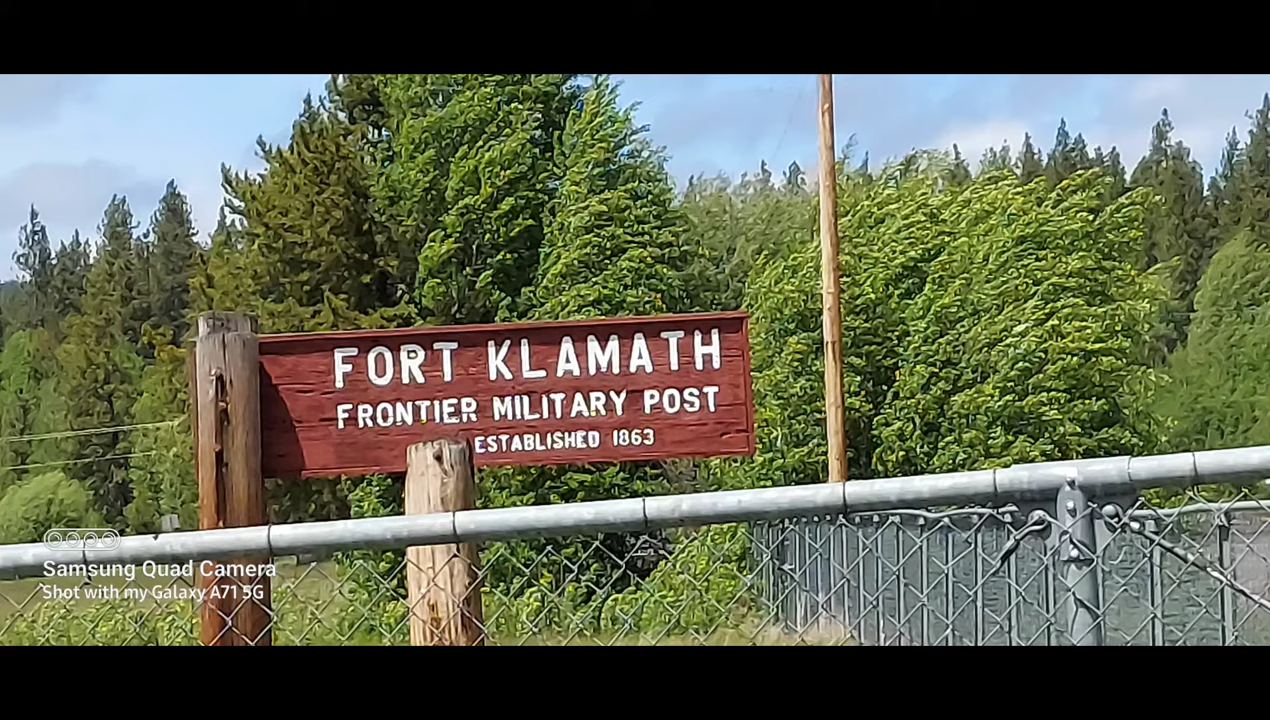 FORT KLAMATH
FRONTIER MILITARY POST
ESTABLISHED 1863
Samsung Quad Camera
Shot with my Galaxy A71 5G